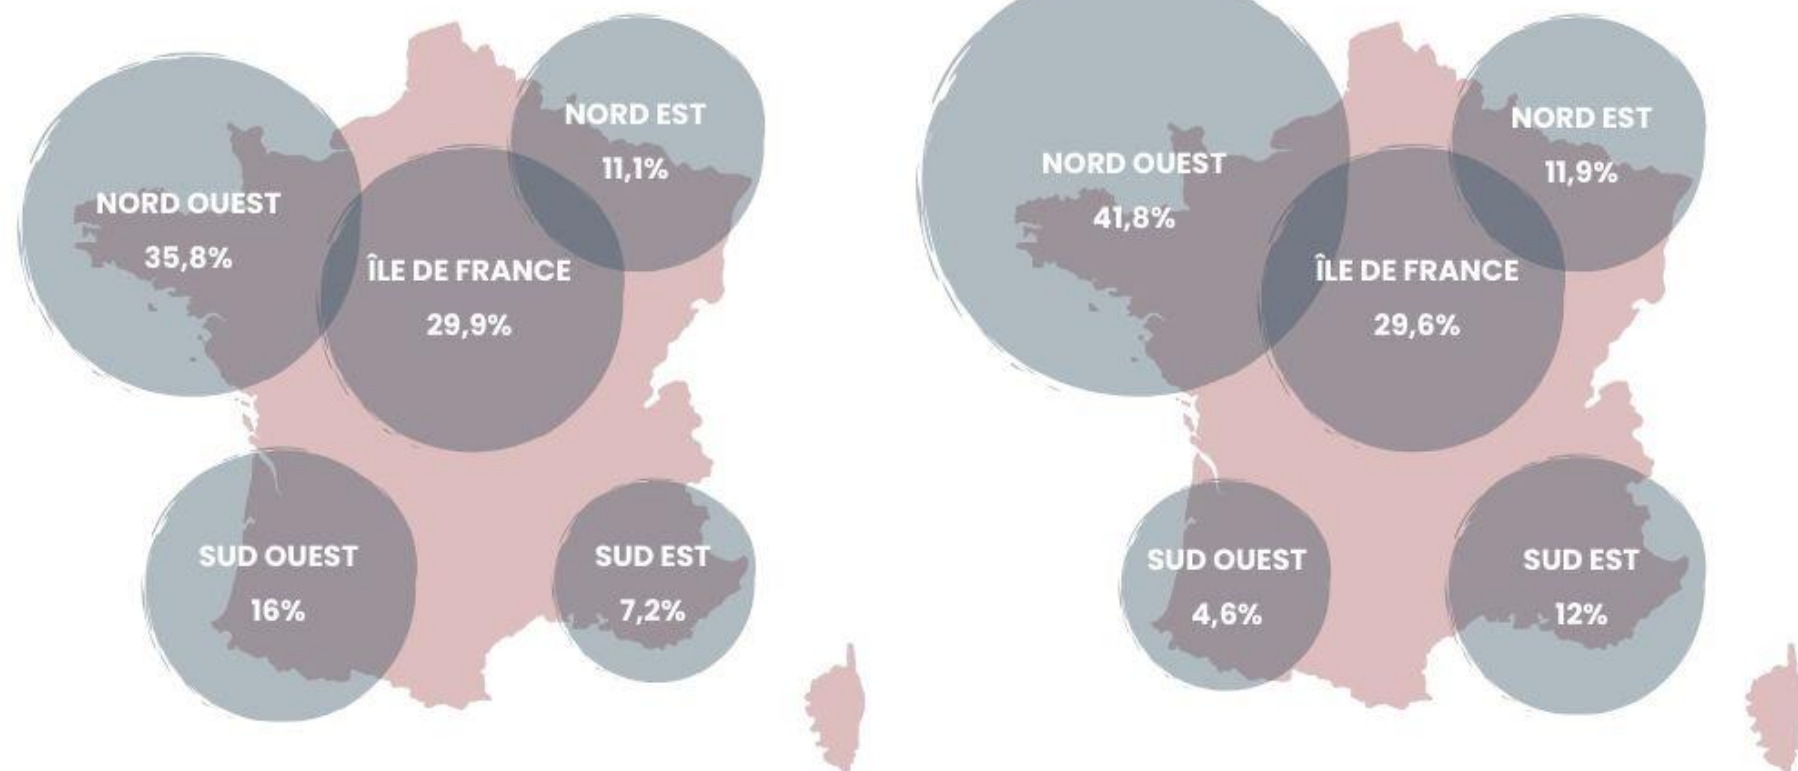 NORD EST
11,1%
NORD OUEST
35,8%
ÎLE DE FRANCE
29,9%
SUD OUEST
16%
SUD EST
7,2%
NORD EST
11,9%
NORD OUEST
41,8%
ÎLE DE FRANCE
29,6%
SUD OUEST
4,6%
SUD EST
12%